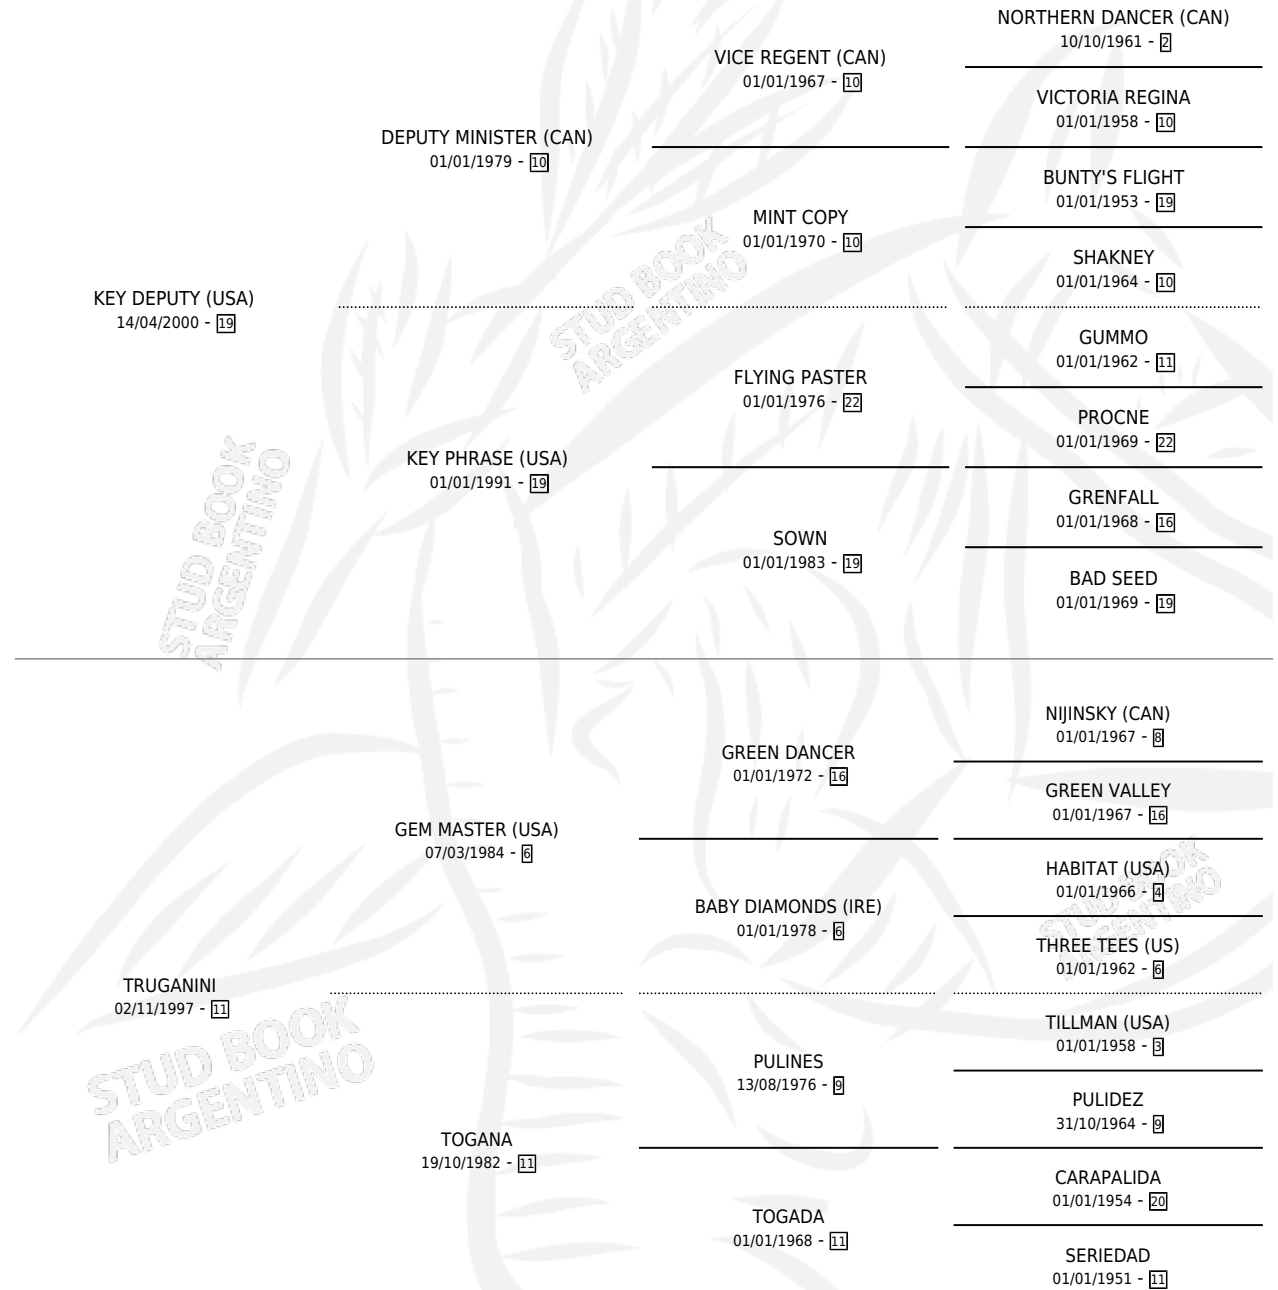 NORTHERN DANCER (CAN)
10/10/1961 - 2
VICE REGENT (CAN)
01/01/1967 - 10
VICTORIA REGINA
01/01/1958 - 10
DEPUTY MINISTER (CAN)
01/01/1979 - 10
BUNTY'S FLIGHT
01/01/1953 - 19
MINT COPY
01/01/1970 - 10
SHAKNEY
01/01/1964 - 10
KEY DEPUTY (USA)
14/04/2000 - 19
GUMMO
01/01/1962 - 11
FLYING PASTER
01/01/1976 - 22
PROCNE
01/01/1969 - 22
KEY PHRASE (USA)
01/01/1991 - 19
GRENFALL
01/01/1968 - 16
SOWN
01/01/1983 - 19
BAD SEED
01/01/1969 - 19
NIJINSKY (CAN)
01/01/1967 - 8
GREEN DANCER
01/01/1972 - 16
GREEN VALLEY
01/01/1967 - 16
GEM MASTER (USA)
07/03/1984 - 6
HABITAT (USA)
01/01/1966 - 4
BABY DIAMONDS (IRE)
01/01/1978 - 6
THREE TEES (US)
01/01/1962 - 6
TRUGANINI
02/11/1997 - 11
TILLMAN (USA)
01/01/1958 - 3
PULINES
13/08/1976 - 9
PULIDEZ
31/10/1964 - 9
TOGANA
19/10/1982 - 11
CARAPALIDA
01/01/1954 - 20
TOGADA
01/01/1968 - 11
SERIEDAD
01/01/1951 - 11
STUD BOOK
ARGENTINO
STUD BOOK
ARGENTINO
STUD BOOK
ARGENTINO
STUD BOOK
ARGENTINO